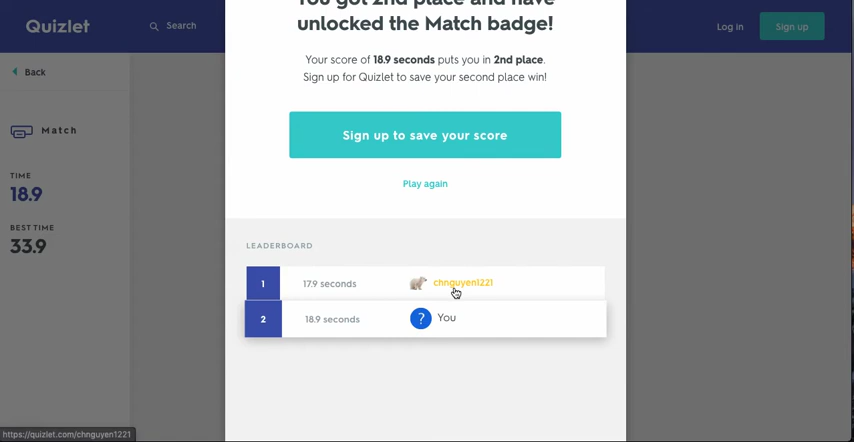 Quizlet
Search
Log in
Sign up
Back
Match
TIME
18.9
BEST TIME
33.9
You got 2nd place and have
unlocked the Match badge!
Your score of 18.9 seconds puts you in 2nd place.
Sign up for Quizlet to save your second place win!
Sign up to save your score
Play again
LEADERBOARD
1 17.9 seconds chnguyen1221
2 18.9 seconds ? You
https://quizlet.com/chnguyen1221